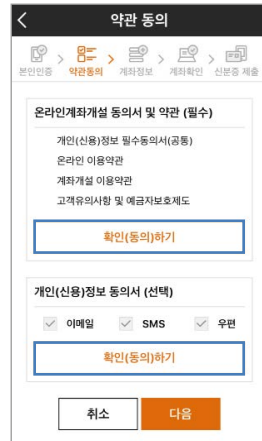 약관 동의
본인인증 > 약관동의 > 계좌정보 > 계좌확인 > 신분증 제출
온라인계좌개설 동의서 및 약관 (필수)
개인(신용)정보 필수동의서(공통)
온라인 이용약관
계좌개설 이용약관
고객유의사항 및 예금자보호제도
확인(동의)하기
개인(신용)정보 동의서 (선택)
이메일 SMS 우편
확인(동의)하기
취소 다음